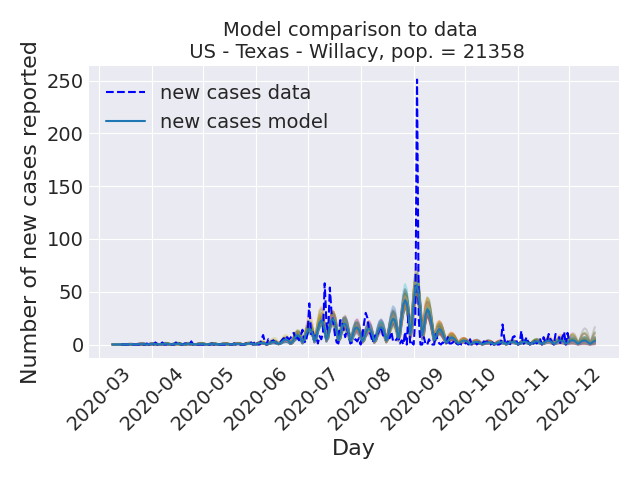 Model comparison to data
US - Texas - Willacy, pop. = 21358
Number of new cases reported
250
200
150
100
50
0
new cases data
new cases model
2020-03
2020-04
2020-05
2020-06
2020-07
2020-08
2020-09
2020-10
2020-11
2020-12
Day